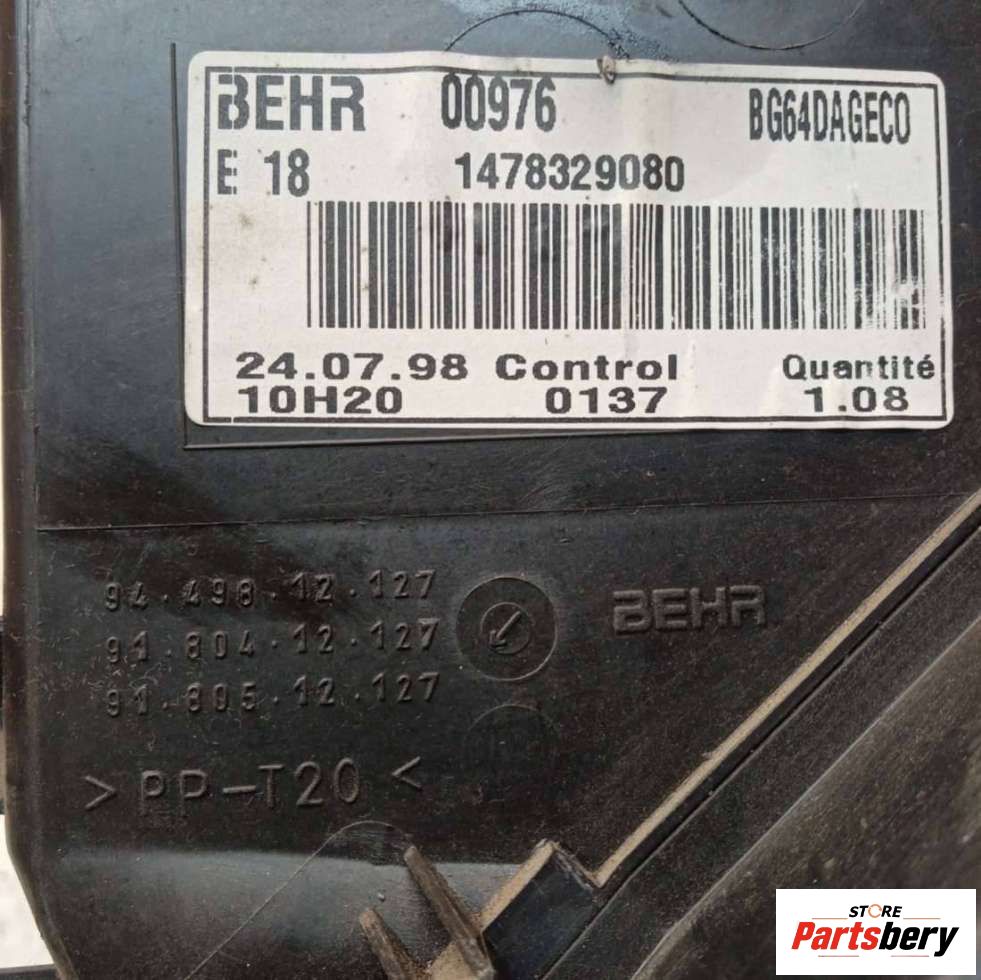 BEHR 00976 BG64DAGECO
E 18 1478329080
24.07.98 Control Quantité
10H20 0137 1.08
94.498.12.127
91.804.12.127
91.805.12.127
BEHR
> PP-T20 <
STORE
Partsbery